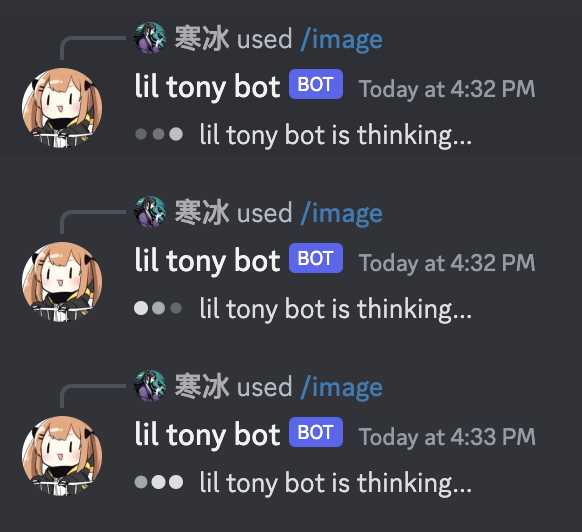 寒冰 used /image
lil tony bot BOT Today at 4:32 PM
lil tony bot is thinking...
寒冰 used /image
lil tony bot BOT Today at 4:32 PM
lil tony bot is thinking...
寒冰 used /image
lil tony bot BOT Today at 4:33 PM
lil tony bot is thinking...